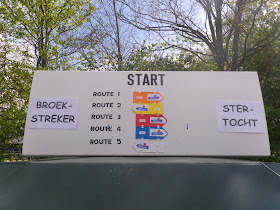 START
BROEK-
STREKER
ROUTE 1
ROUTE 2
ROUTE 3
ROUTE 4
ROUTE 5
STER-
TOCHT